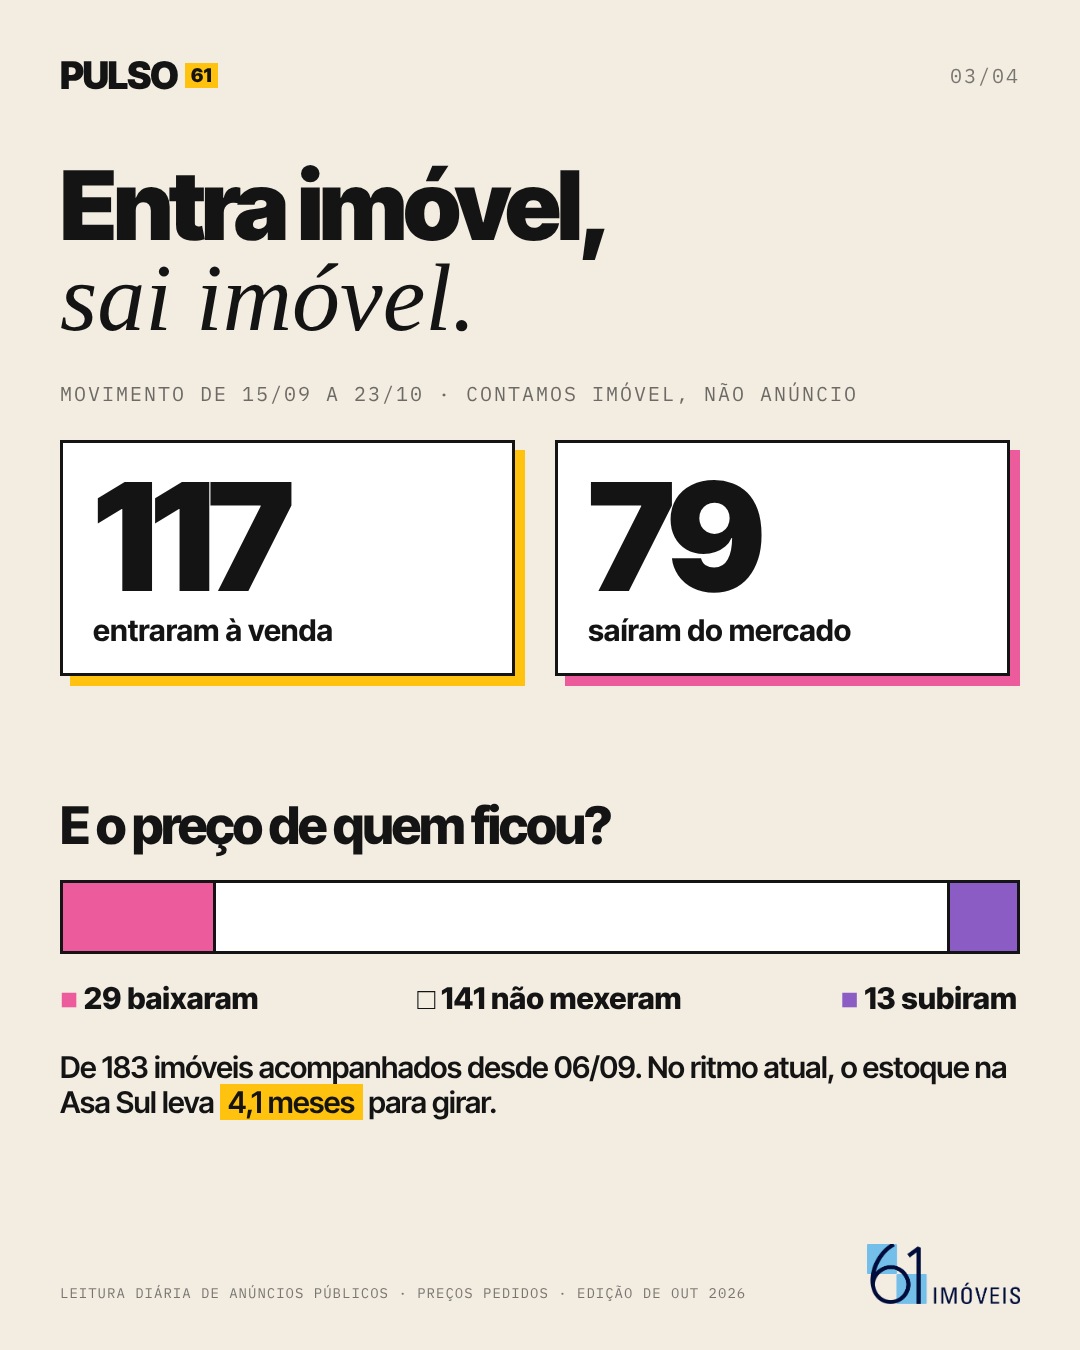 PULSO 61
03/04
Entra imóvel,
sai imóvel.
MOVIMENTO DE 15/09 A 23/10 · CONTAMOS IMÓVEL, NÃO ANÚNCIO
117
entraram à venda
79
saíram do mercado
E o preço de quem ficou?
29 baixaram
141 não mexeram
13 subiram
De 183 imóveis acompanhados desde 06/09. No ritmo atual, o estoque na
Asa Sul leva 4,1 meses para girar.
LEITURA DIÁRIA DE ANÚNCIOS PÚBLICOS · PREÇOS PEDIDOS · EDIÇÃO DE OUT 2026
61 IMÓVEIS